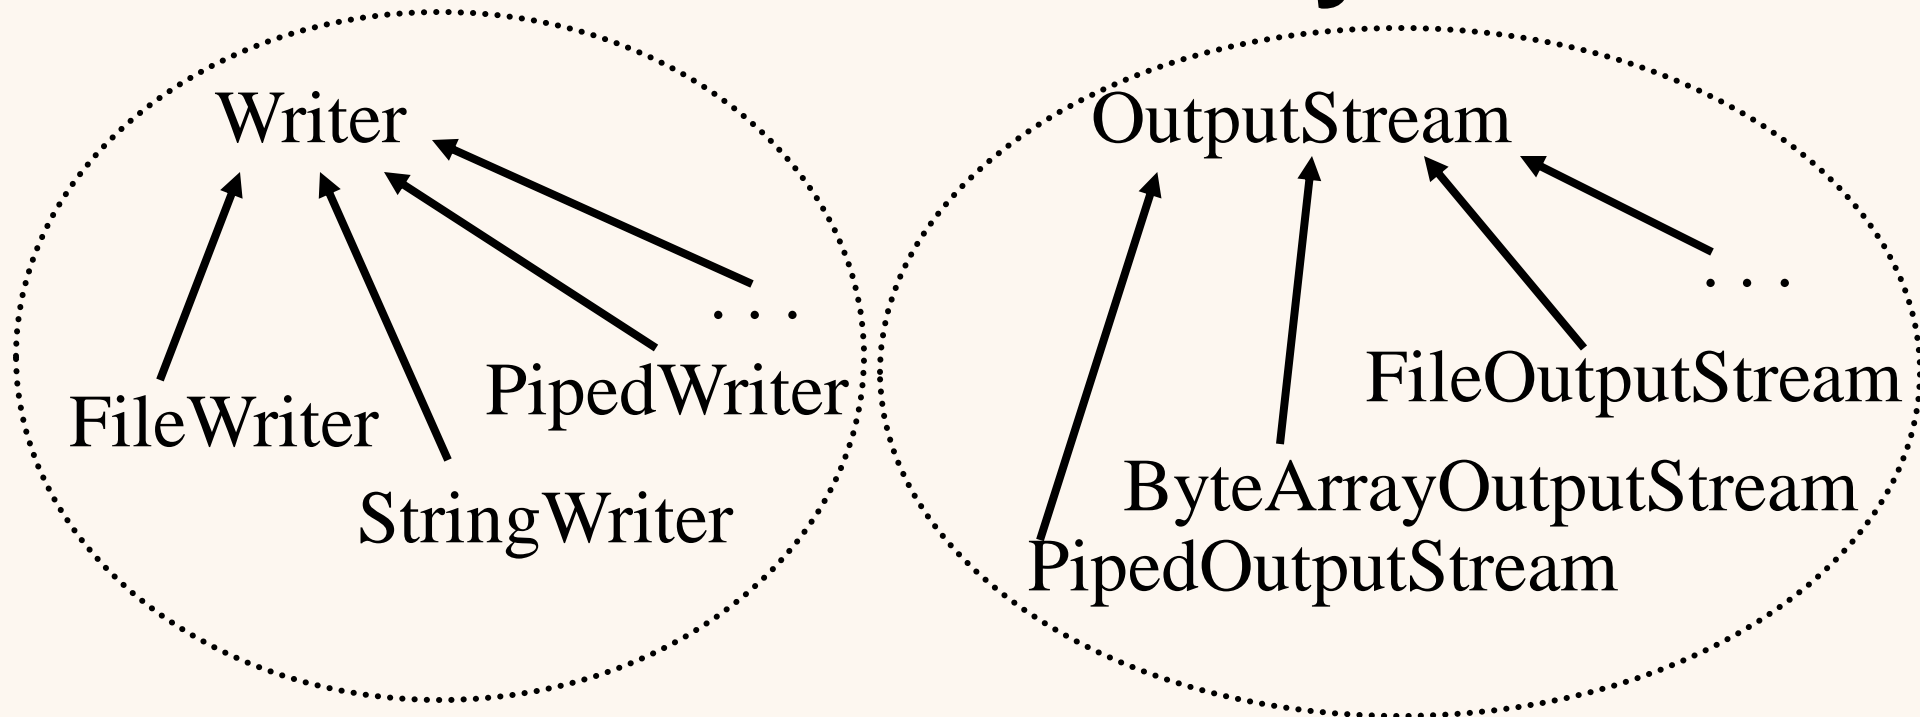 Writer
FileWriter
PipedWriter
StringWriter
. . .
OutputStream
. . .
FileOutputStream
ByteArrayOutputStream
PipedOutputStream